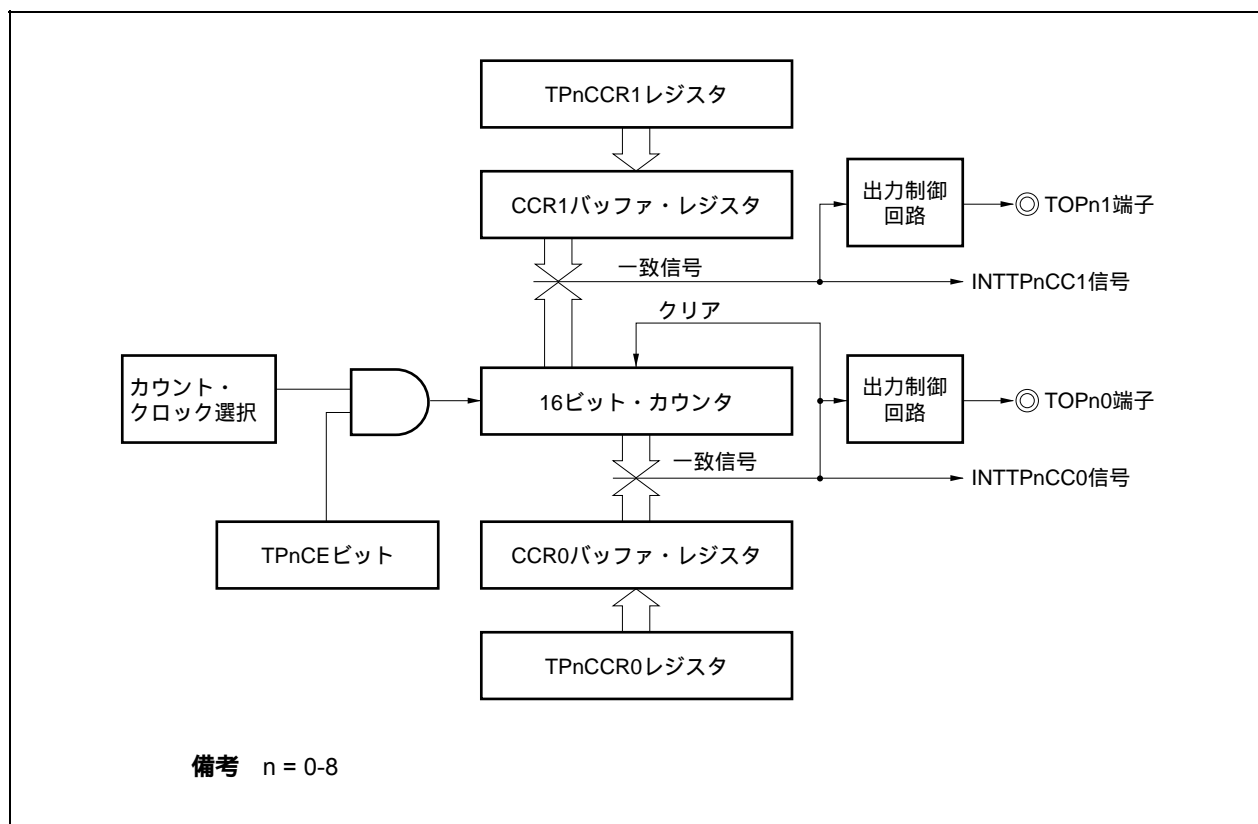 TPnCCR1レジスタ
CCR1バッファ・レジスタ
出力制御
回路
TOPn1端子
一致信号
INTTPnCC1信号
クリア
カウント・
クロック選択
16ビット・カウンタ
出力制御
回路
TOPn0端子
一致信号
INTTPnCC0信号
TPnCEビット
CCR0バッファ・レジスタ
TPnCCR0レジスタ
備考 n = 0-8